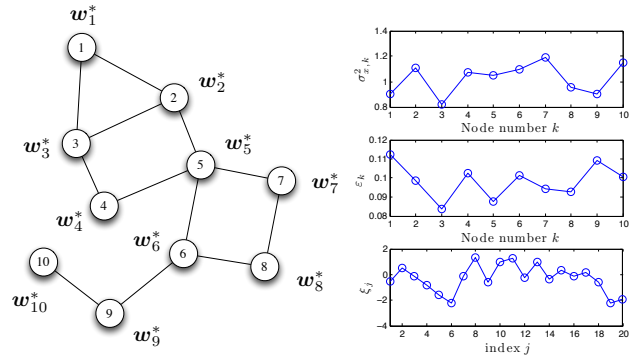 w*1
1
2
w*2
w*3
3
5
w*5
7
w*7
4
w*4
w*6
6
8
w*8
10
w*10
9
w*9
1.4
1.2
1
0.8
σ²x,k
1 2 3 4 5 6 7 8 9 10
Node number k
0.12
0.11
0.1
0.09
0.08
εk
1 2 3 4 5 6 7 8 9 10
Node number k
2
0
−2
−4
ξj
2 4 6 8 10 12 14 16 18 20
index j